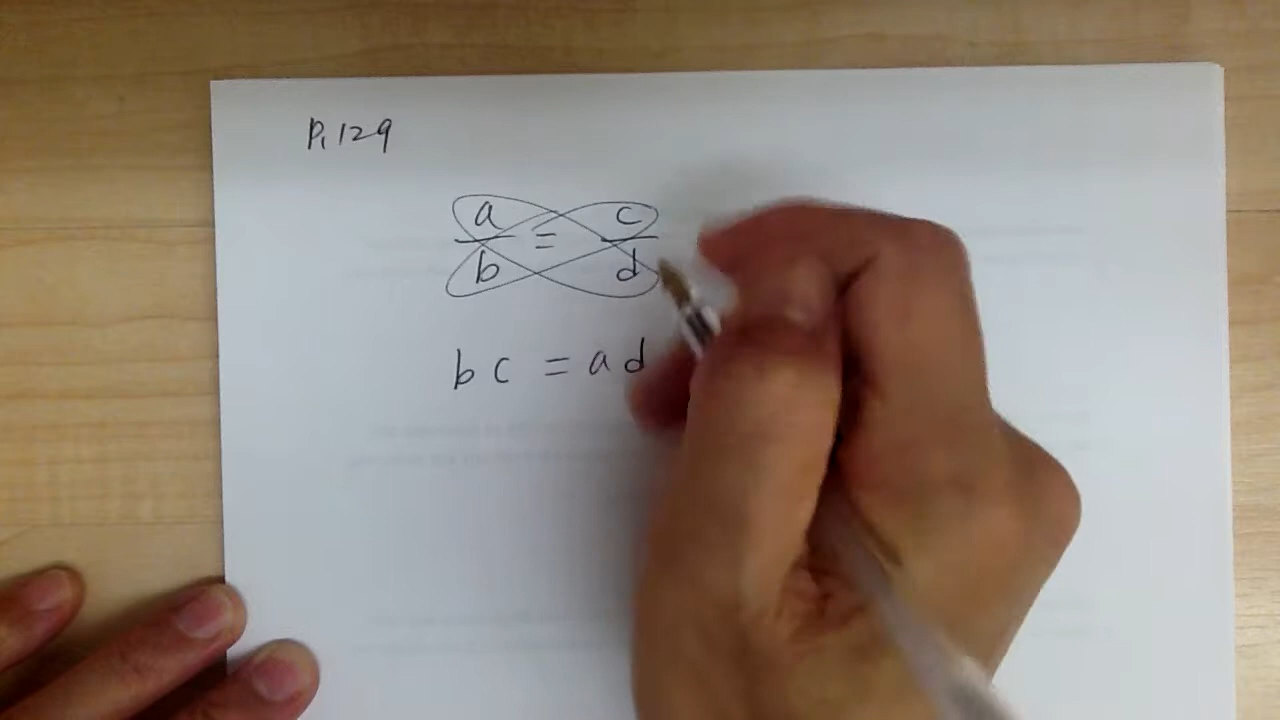 P. 129
a/b = c/d
bc = ad